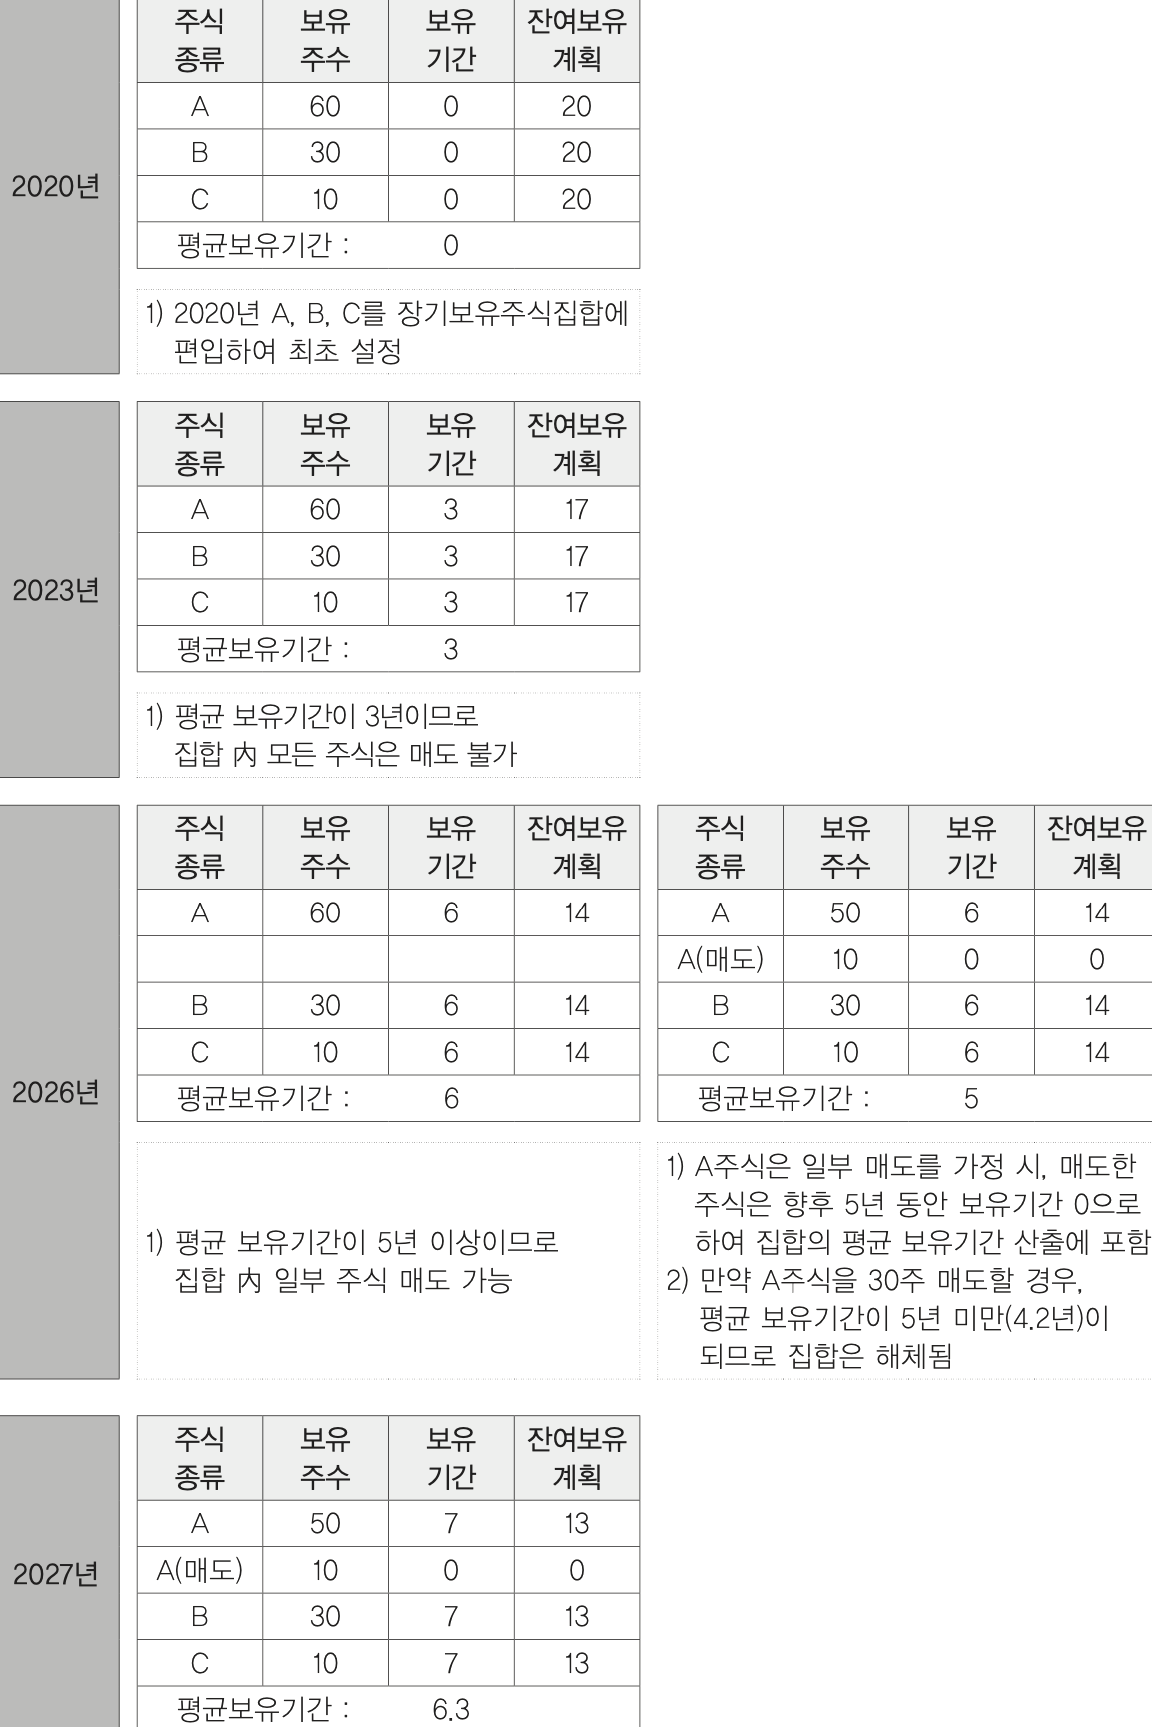 2020년
주식 종류 보유 주수 보유 기간 잔여보유 계획
A 60 0 20
B 30 0 20
C 10 0 20
평균보유기간 : 0
1) 2020년 A, B, C를 장기보유주식집합에
편입하여 최초 설정
2023년
주식 종류 보유 주수 보유 기간 잔여보유 계획
A 60 3 17
B 30 3 17
C 10 3 17
평균보유기간 : 3
1) 평균 보유기간이 3년이므로
집합 內 모든 주식은 매도 불가
2026년
주식 종류 보유 주수 보유 기간 잔여보유 계획
A 60 6 14
B 30 6 14
C 10 6 14
평균보유기간 : 6
1) 평균 보유기간이 5년 이상이므로
집합 內 일부 주식 매도 가능
주식 종류 보유 주수 보유 기간 잔여보유 계획
A 50 6 14
A(매도) 10 0 0
B 30 6 14
C 10 6 14
평균보유기간 : 5
1) A주식은 일부 매도를 가정 시, 매도한
주식은 향후 5년 동안 보유기간 0으로
하여 집합의 평균 보유기간 산출에 포함
2) 만약 A주식을 30주 매도할 경우,
평균 보유기간이 5년 미만(4.2년)이
되므로 집합은 해체됨
2027년
주식 종류 보유 주수 보유 기간 잔여보유 계획
A 50 7 13
A(매도) 10 0 0
B 30 7 13
C 10 7 13
평균보유기간 : 6.3